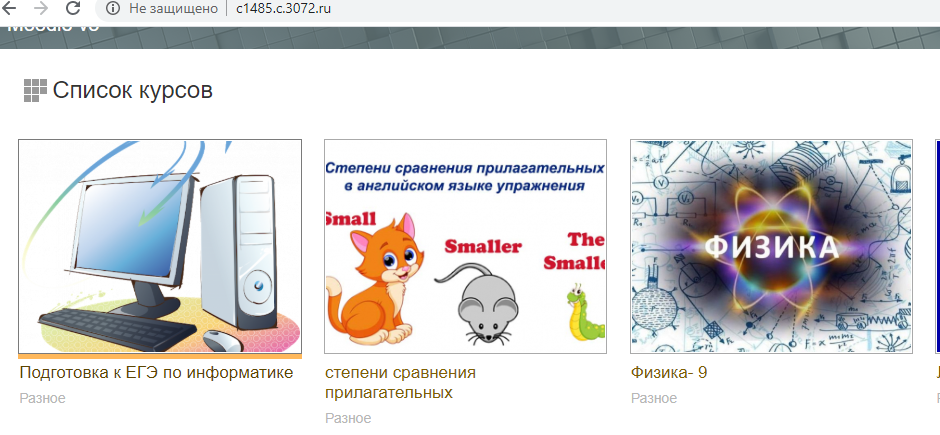 Не защищено
c1485.c.3072.ru
Список курсов
Степени сравнения прилагательных
в английском языке упражнения
Small
Smaller
The
ФИЗИКА
Подготовка к ЕГЭ по информатике
Разное
степени сравнения
прилагательных
Разное
Физика- 9
Разное